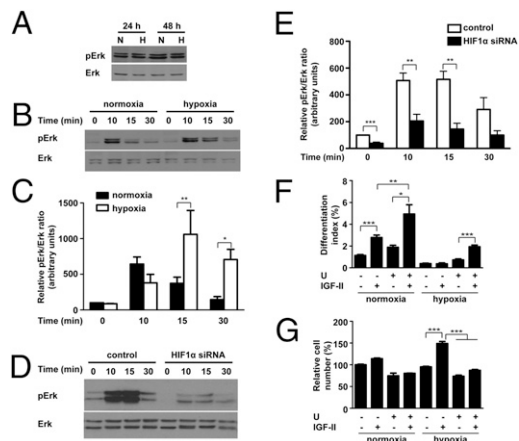 A
24 h 48 h
N H N H
pErk
Erk
B
normoxia hypoxia
Time (min) 0 10 15 30 0 10 15 30
pErk
Erk
C
normoxia
hypoxia
Relative pErk/Erk ratio
(arbitrary units)
1500
1000
500
0
** *
Time (min) 0 10 15 30
D
control HIF1α siRNA
Time (min) 0 10 15 30 0 10 15 30
pErk
Erk
E
control
HIF1α siRNA
Relative pErk/Erk ratio
(arbitrary units)
800
600
400
200
0
*** ** **
Time (min) 0 10 15 30
F
Differentiation
index (%)
8
6
4
2
0
**
*** * ***
U - - + + - - + +
IGF-II - + - + - + - +
normoxia hypoxia
G
Relative cell
number (%)
200
150
100
50
0
*** ***
U - - + + - - + +
IGF-II - + - + - + - +
normoxia hypoxia